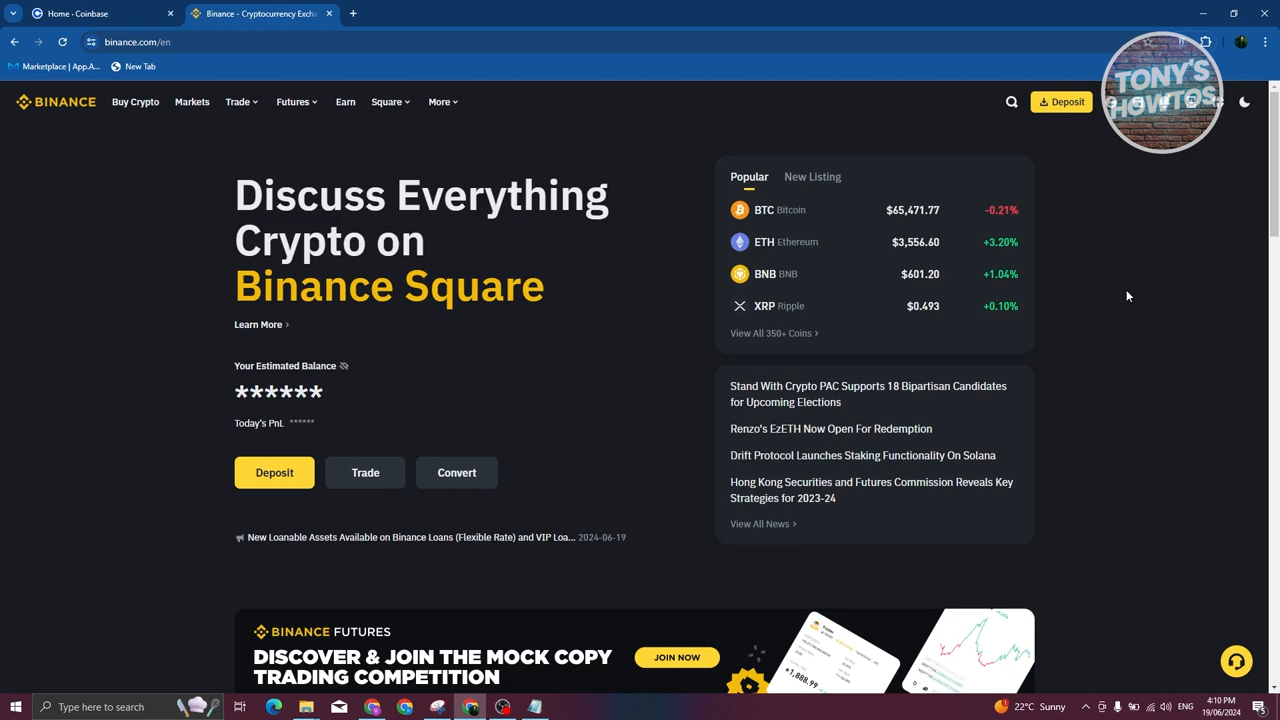 Home - Coinbase
Binance - Cryptocurrency Excha
binance.com/en
Marketplace | App.A...
New Tab
TONY'S
HOWTOS
BINANCE
Buy Crypto
Markets
Trade
Futures
Earn
Square
More
Deposit
Discuss Everything
Crypto on
Binance Square
Learn More >
Your Estimated Balance
******
Today's PnL ******
Deposit
Trade
Convert
New Loanable Assets Available on Binance Loans (Flexible Rate) and VIP Loa... 2024-06-19
Popular
New Listing
BTC Bitcoin $65,471.77 -0.21%
ETH Ethereum $3,556.60 +3.20%
BNB BNB $601.20 +1.04%
XRP Ripple $0.493 +0.10%
View All 350+ Coins >
Stand With Crypto PAC Supports 18 Bipartisan Candidates
for Upcoming Elections
Renzo's EzETH Now Open For Redemption
Drift Protocol Launches Staking Functionality On Solana
Hong Kong Securities and Futures Commission Reveals Key
Strategies for 2023-24
View All News >
BINANCE FUTURES
DISCOVER & JOIN THE MOCK COPY
TRADING COMPETITION
JOIN NOW
+1,888.99
Type here to search
22°C Sunny
4:10 PM
19/06/2024